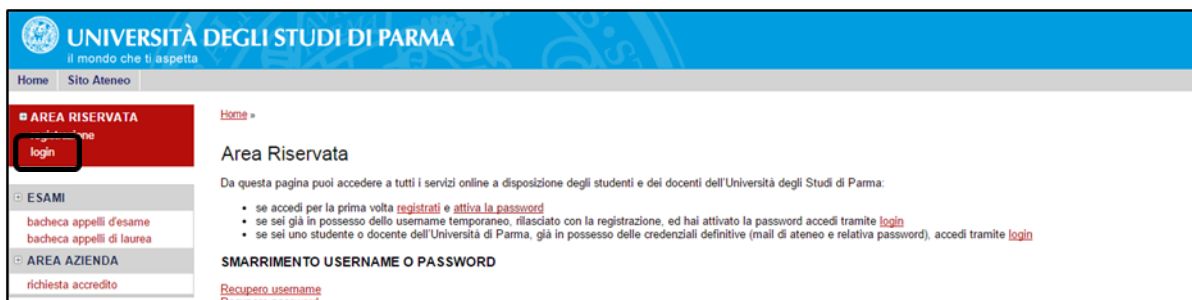 UNIVERSITÀ DEGLI STUDI DI PARMA
il mondo che ti aspetta
Home Sito Ateneo
AREA RISERVATA
registrazione
login
ESAMI
bacheca appelli d'esame
bacheca appelli di laurea
AREA AZIENDA
richiesta accredito
Home »
Area Riservata
Da questa pagina puoi accedere a tutti i servizi online a disposizione degli studenti e dei docenti dell'Università degli Studi di Parma:
• se accedi per la prima volta registrati e attiva la password
• se sei già in possesso dello username temporaneo, rilasciato con la registrazione, ed hai attivato la password accedi tramite login
• se sei uno studente o docente dell'Università di Parma, già in possesso delle credenziali definitive (mail di ateneo e relativa password), accedi tramite login
SMARRIMENTO USERNAME O PASSWORD
Recupero username